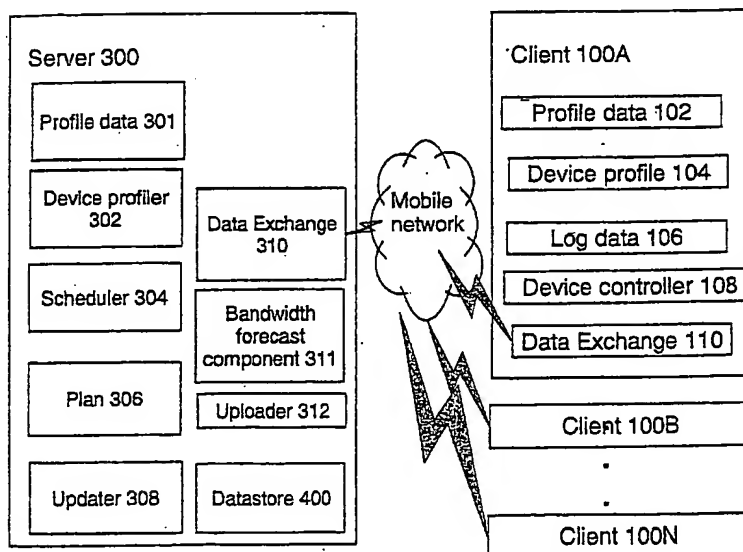 Server 300
Profile data 301
Device profiler
302
Scheduler 304
Plan 306
Updater 308
Data Exchange
310
Bandwidth
forecast
component 311
Uploader 312
Datastore 400
Mobile
network
Client 100A
Profile data 102
Device profile 104
Log data 106
Device controller 108
Data Exchange 110
Client 100B
Client 100N